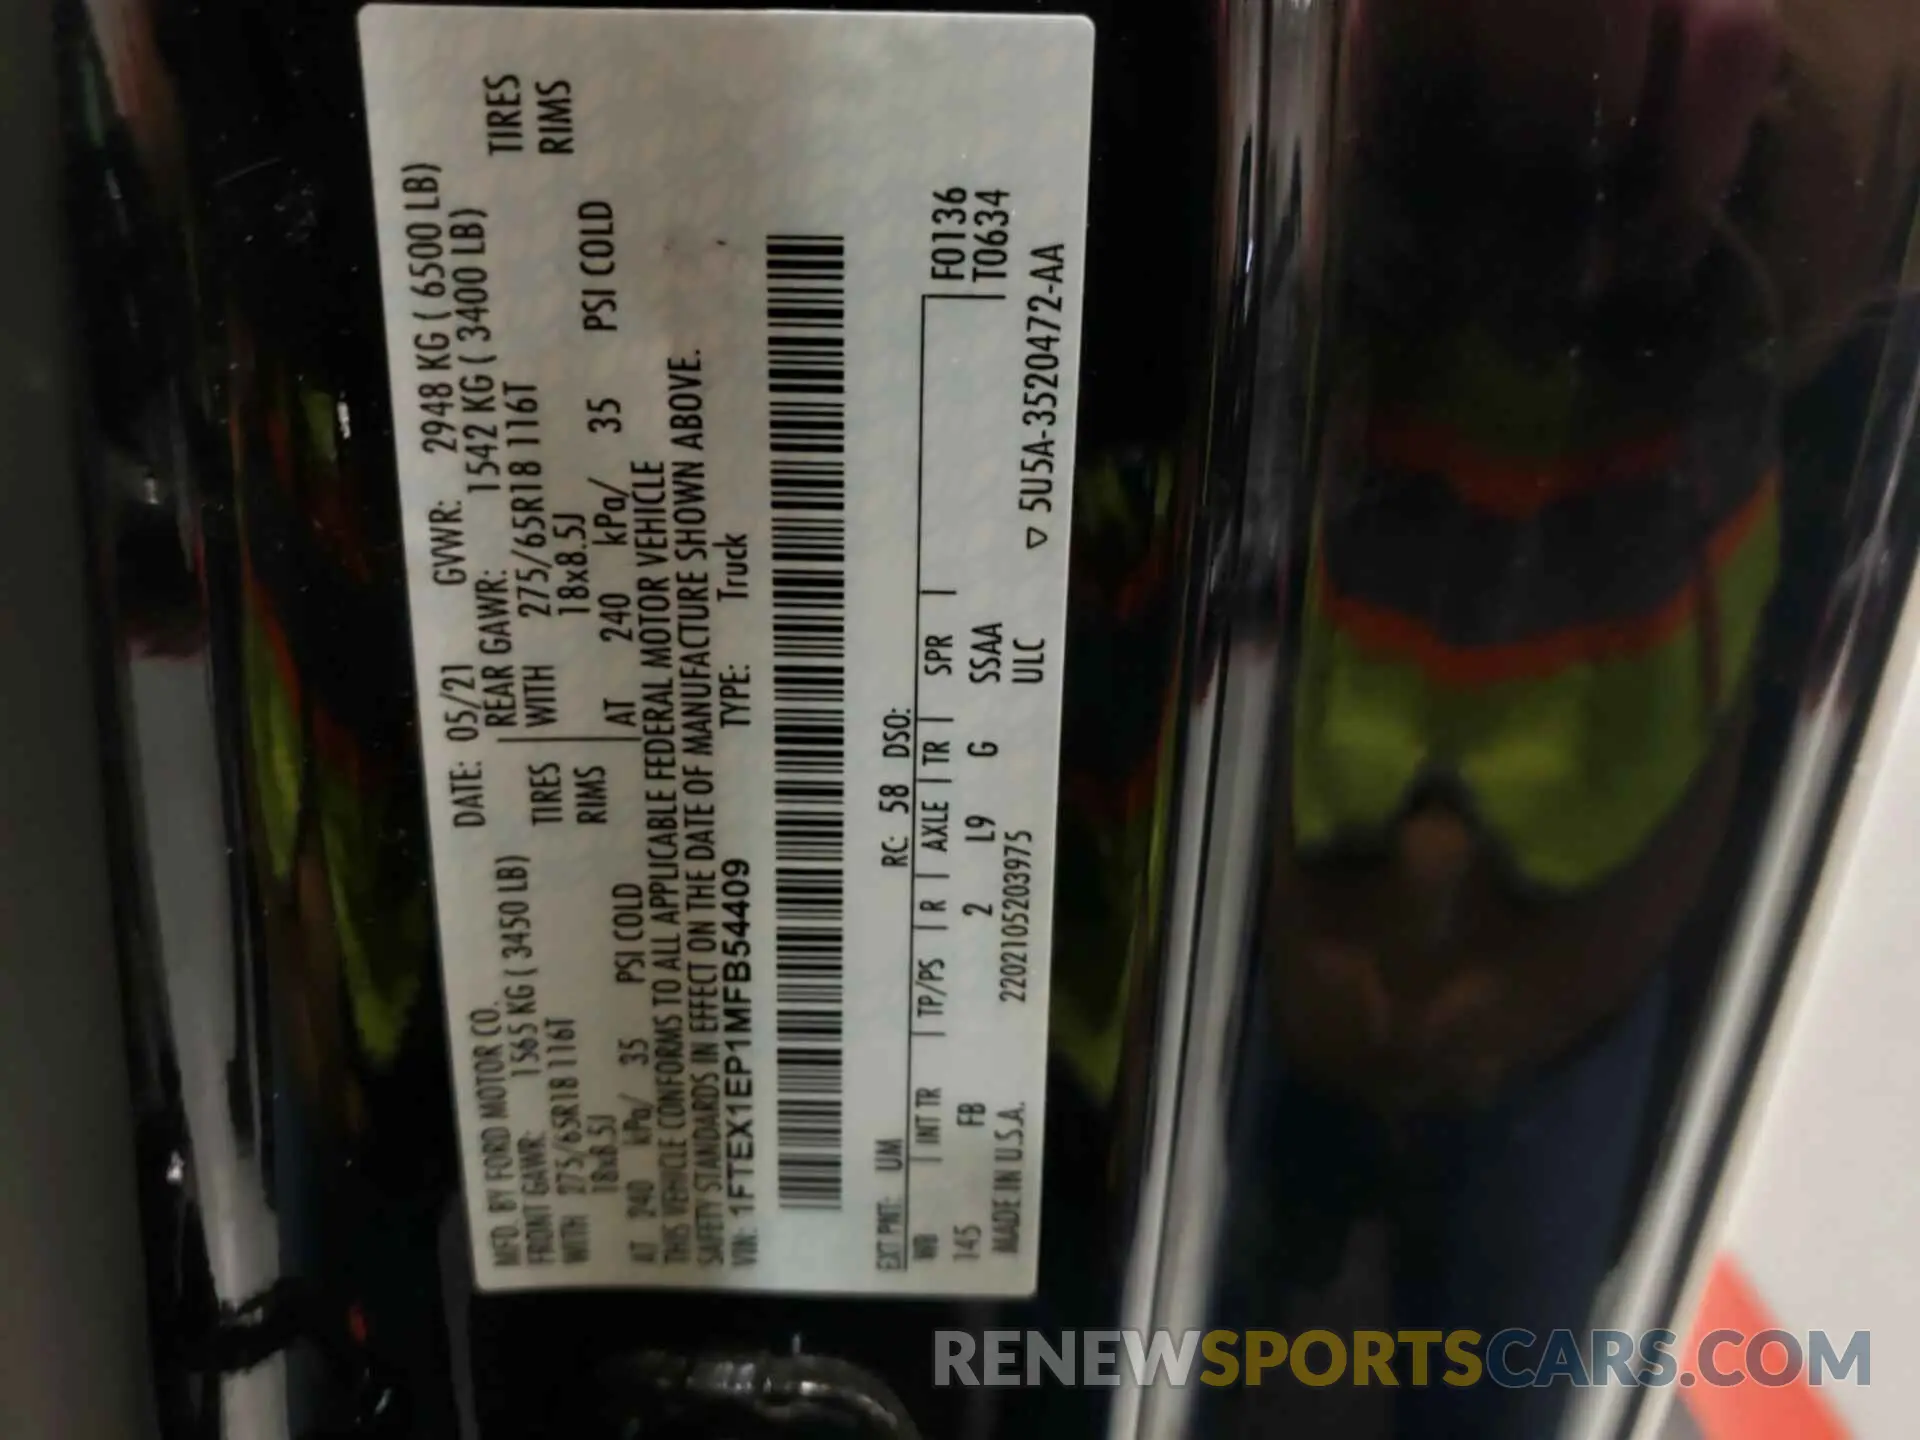 MFD. BY FORD MOTOR CO.
DATE: 05/21 GVWR: 2948 KG ( 6500 LB)
FRONT GAWR: 1565 KG ( 3450 LB) REAR GAWR: 1542 KG ( 3400 LB)
WITH 275/65R18 116T TIRES WITH 275/65R18 116T TIRES
18x8.5J RIMS 18x8.5J RIMS
AT 240 kPa/ 35 PSI COLD AT 240 kPa/ 35 PSI COLD
THIS VEHICLE CONFORMS TO ALL APPLICABLE FEDERAL MOTOR VEHICLE
SAFETY STANDARDS IN EFFECT ON THE DATE OF MANUFACTURE SHOWN ABOVE.
VIN: 1FTEX1EP1MFB54409 TYPE: Truck
EXT PNT: UM RC: 58 DSO:
WB INT TR TP/PS R AXLE TR SPR F0136
145 FB 2 L9 G SSAA T0634
MADE IN U.S.A. 2202105203975 ULC ▽ 5U5A-3520472-AA
RENEWSPORTSCARS.COM